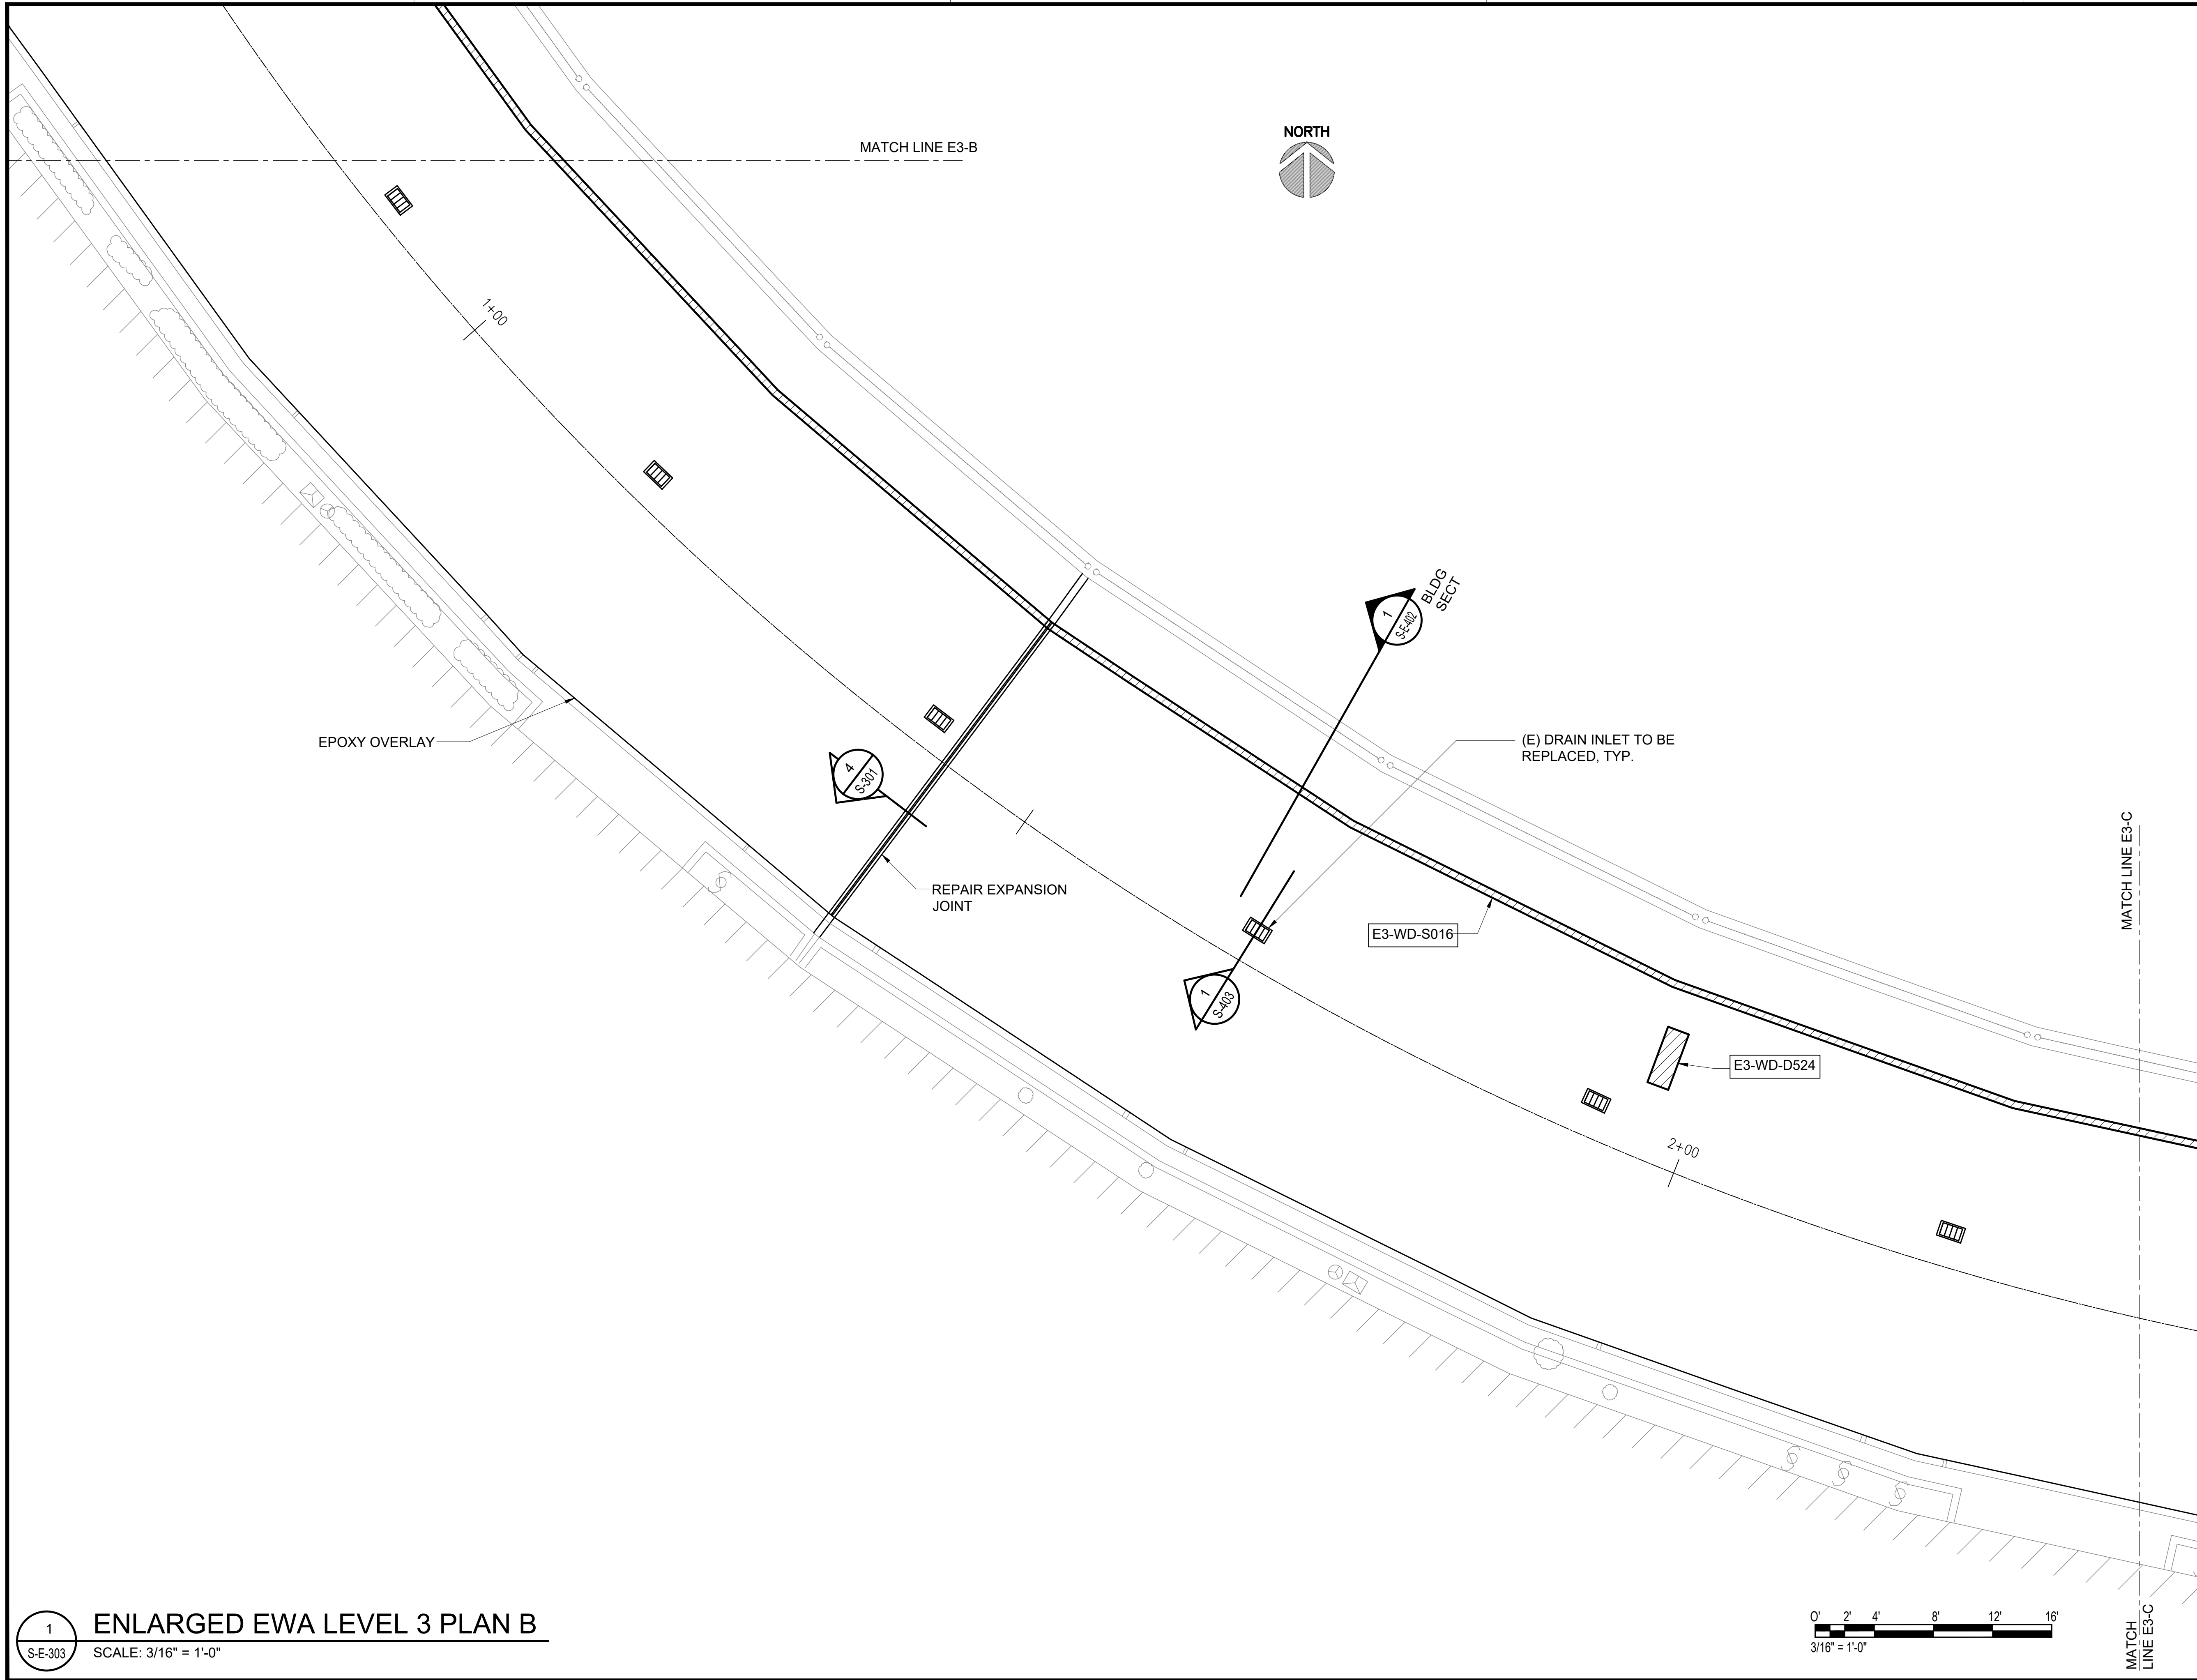 NORTH
MATCH LINE E3-B
1+00
BLDG
SECT
1
S-E-402
(E) DRAIN INLET TO BE
REPLACED, TYP.
EPOXY OVERLAY
4
S-301
REPAIR EXPANSION
JOINT
MATCH LINE E3-C
E3-WD-S016
1
S-403
E3-WD-D524
2+00
1
S-E-303
ENLARGED EWA LEVEL 3 PLAN B
SCALE: 3/16" = 1'-0"
0' 2' 4' 8' 12' 16'
3/16" = 1'-0"
MATCH
LINE E3-C